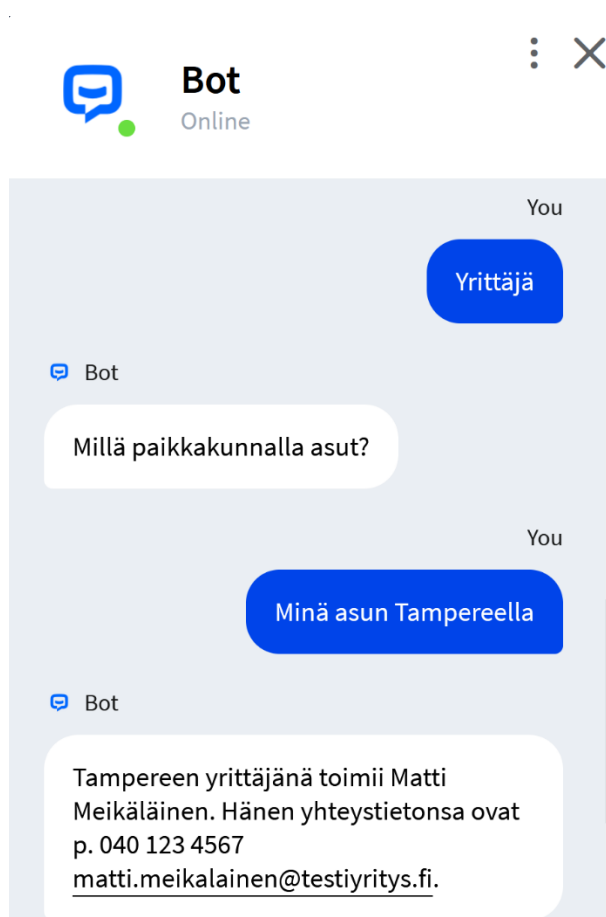 Bot
Online
You
Yrittäjä
Bot
Millä paikkakunnalla asut?
You
Minä asun Tampereella
Bot
Tampereen yrittäjänä toimii Matti
Meikäläinen. Hänen yhteystietonsa ovat
p. 040 123 4567
matti.meikalainen@testiyritys.fi.